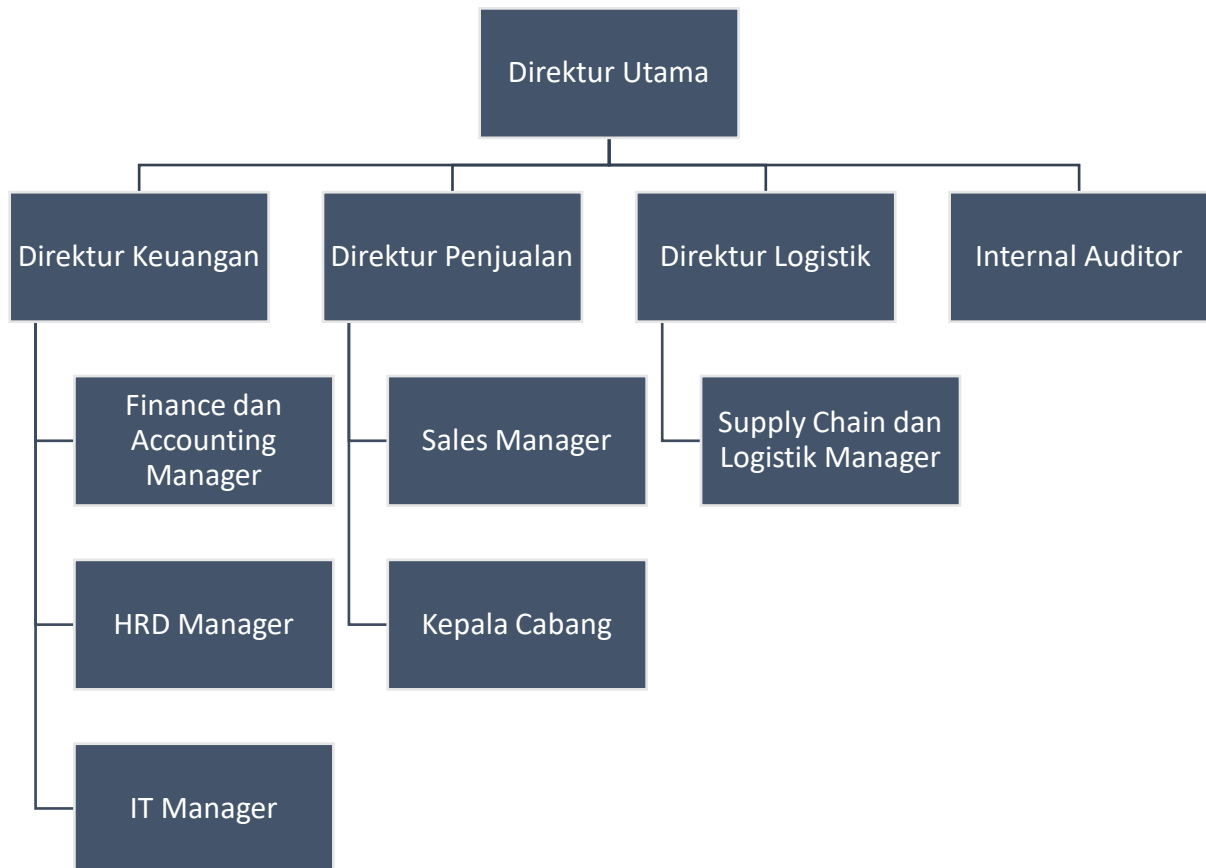 Direktur Utama
Direktur Keuangan
Direktur Penjualan
Direktur Logistik
Internal Auditor
Finance dan
Accounting
Manager
Sales Manager
Supply Chain dan
Logistik Manager
HRD Manager
Kepala Cabang
IT Manager